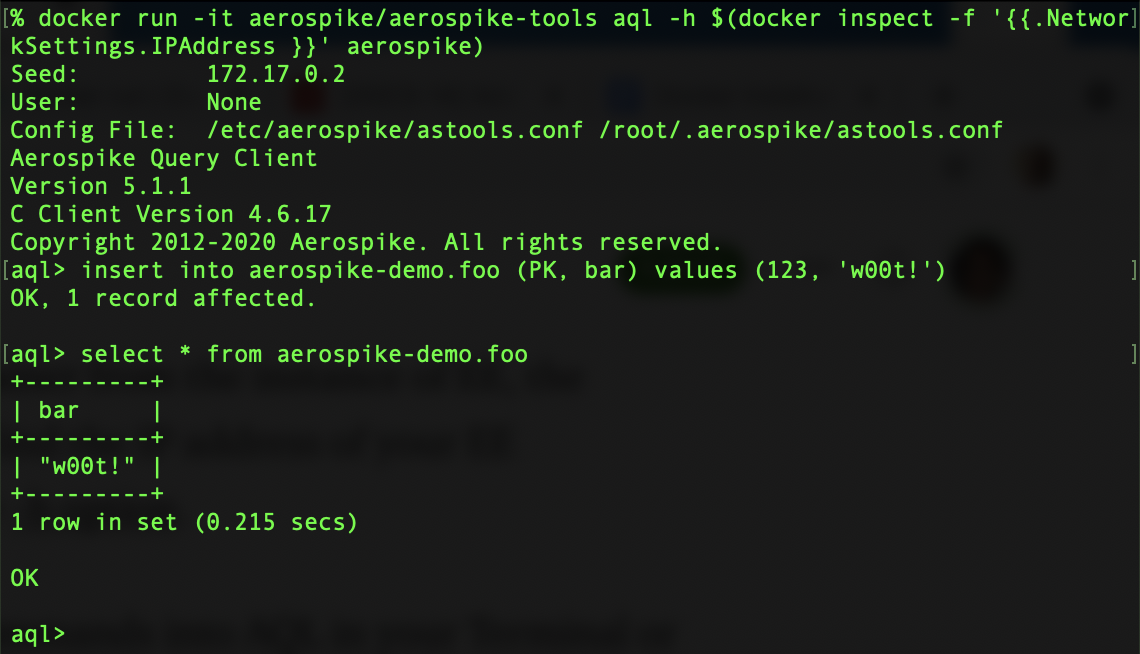 [% docker run -it aerospike/aerospike-tools aql -h $(docker inspect -f '{{.Networ]
kSettings.IPAddress }}' aerospike)
Seed:         172.17.0.2
User:         None
Config File:  /etc/aerospike/astools.conf /root/.aerospike/astools.conf
Aerospike Query Client
Version 5.1.1
C Client Version 4.6.17
Copyright 2012-2020 Aerospike. All rights reserved.
[aql> insert into aerospike-demo.foo (PK, bar) values (123, 'w00t!')             ]
OK, 1 record affected.
[aql> select * from aerospike-demo.foo                                           ]
+---------+
| bar     |
+---------+
| "w00t!" |
+---------+
1 row in set (0.215 secs)
OK
aql>